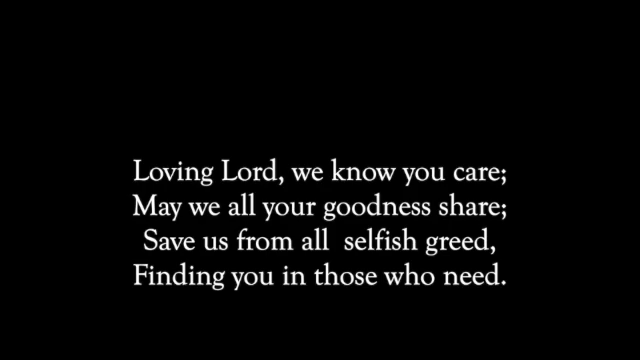 Loving Lord, we know you care;
May we all your goodness share;
Save us from all  selfish greed,
Finding you in those who need.